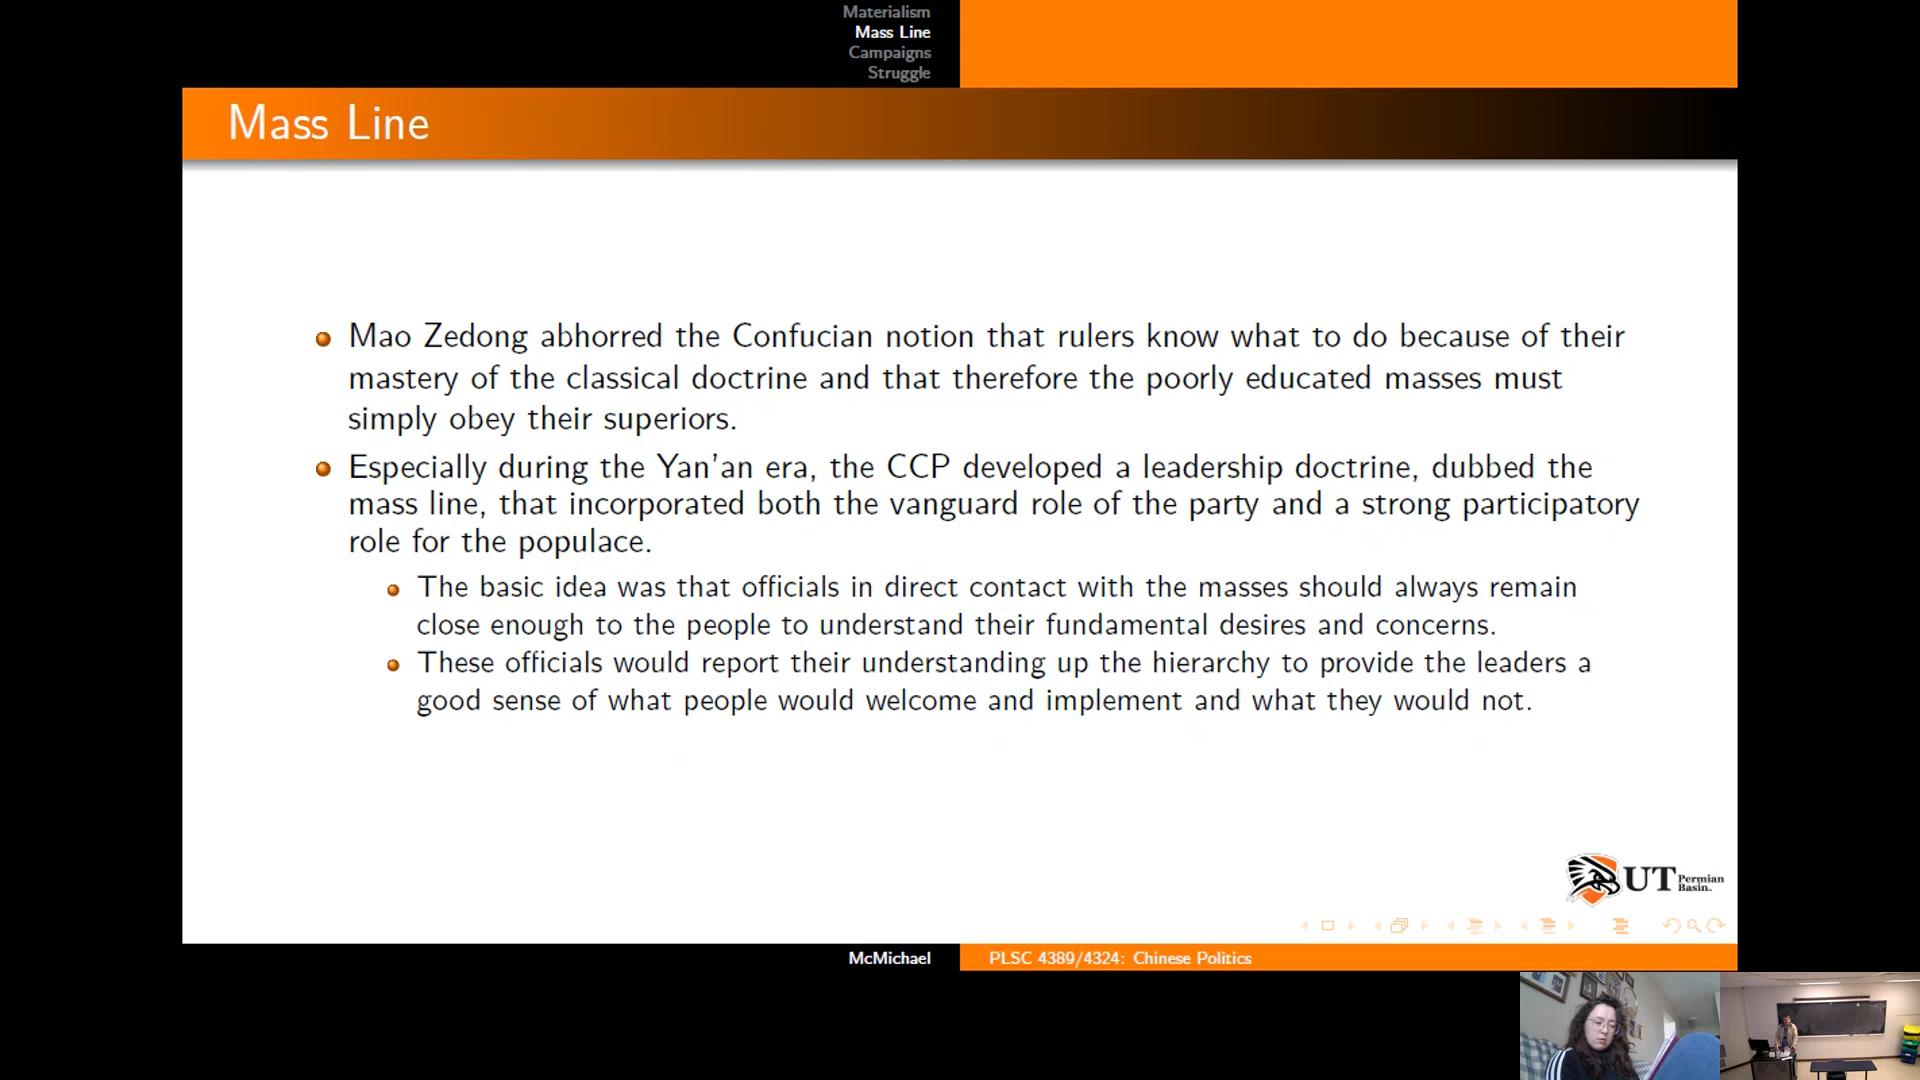 Materialism
Mass Line
Campaigns
Struggle
Mass Line
Mao Zedong abhorred the Confucian notion that rulers know what to do because of their
mastery of the classical doctrine and that therefore the poorly educated masses must
simply obey their superiors.
Especially during the Yan'an era, the CCP developed a leadership doctrine, dubbed the
mass line, that incorporated both the vanguard role of the party and a strong participatory
role for the populace.
The basic idea was that officials in direct contact with the masses should always remain
close enough to the people to understand their fundamental desires and concerns.
These officials would report their understanding up the hierarchy to provide the leaders a
good sense of what people would welcome and implement and what they would not.
UT Permian
Basin™
McMichael
PLSC 4389/4324: Chinese Politics